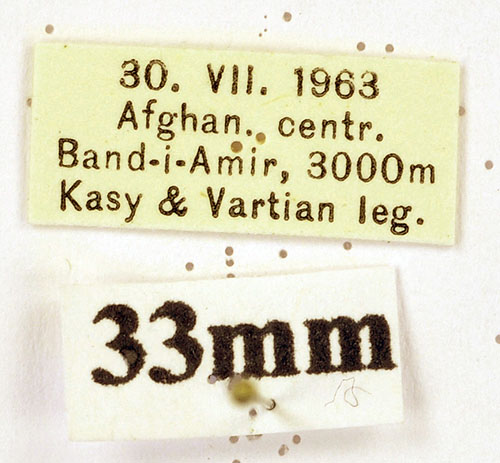 30. VII. 1963
Afghan. centr.
Band-i-Amir, 3000m
Kasy & Vartian leg.
33mm